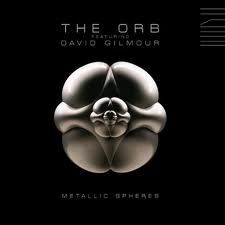 THE ORB
FEATURING
DAVID GILMOUR
METALLIC SPHERES